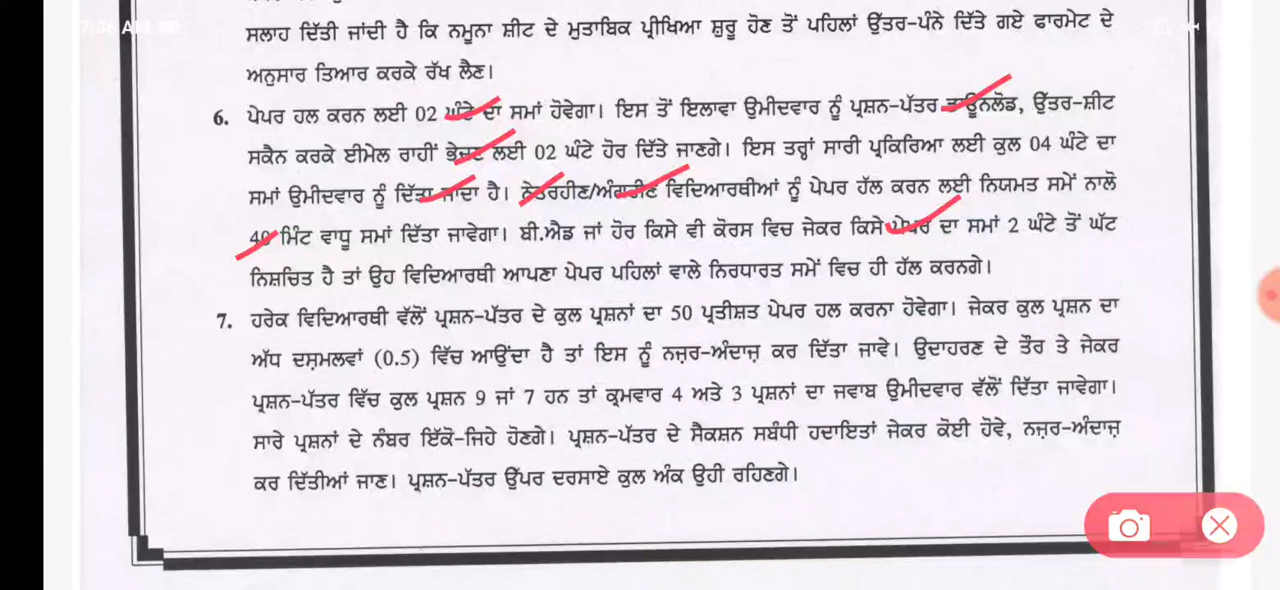 7:06 AM
ਸਲਾਹ ਦਿੱਤੀ ਜਾਂਦੀ ਹੈ ਕਿ ਨਮੂਨਾ ਸ਼ੀਟ ਦੇ ਮੁਤਾਬਿਕ ਪ੍ਰੀਖਿਆ ਸ਼ੁਰੂ ਹੋਣ ਤੋਂ ਪਹਿਲਾਂ ਉੱਤਰ-ਪੰਨੇ ਦਿੱਤੇ ਗਏ ਫਾਰਮੇਟ ਦੇ
ਅਨੁਸਾਰ ਤਿਆਰ ਕਰਕੇ ਰੱਖ ਲੈਣ।
6. ਪੇਪਰ ਹਲ ਕਰਨ ਲਈ 02 ਘੰਟੇ ਦਾ ਸਮਾਂ ਹੋਵੇਗਾ। ਇਸ ਤੋਂ ਇਲਾਵਾ ਉਮੀਦਵਾਰ ਨੂੰ ਪ੍ਰਸ਼ਨ-ਪੱਤਰ ਡਾਊਨਲੋਡ, ਉੱਤਰ-ਸ਼ੀਟ
ਸਕੈਨ ਕਰਕੇ ਈਮੇਲ ਰਾਹੀਂ ਭੇਜਣ ਲਈ 02 ਘੰਟੇ ਹੋਰ ਦਿੱਤੇ ਜਾਣਗੇ। ਇਸ ਤਰ੍ਹਾਂ ਸਾਰੀ ਪ੍ਰਕਿਰਿਆ ਲਈ ਕੁਲ 04 ਘੰਟੇ ਦਾ
ਸਮਾਂ ਉਮੀਦਵਾਰ ਨੂੰ ਦਿੱਤਾ ਜਾਂਦਾ ਹੈ। ਨੇਤਰਹੀਣ/ਅੰਗਹੀਣ ਵਿਦਿਆਰਥੀਆਂ ਨੂੰ ਪੇਪਰ ਹੱਲ ਕਰਨ ਲਈ ਨਿਯਮਤ ਸਮੇਂ ਨਾਲੋ
40 ਮਿੰਟ ਵਾਧੂ ਸਮਾਂ ਦਿੱਤਾ ਜਾਵੇਗਾ। ਬੀ.ਐਡ ਜਾਂ ਹੋਰ ਕਿਸੇ ਵੀ ਕੋਰਸ ਵਿਚ ਜੇਕਰ ਕਿਸੇ ਪੇਪਰ ਦਾ ਸਮਾਂ 2 ਘੰਟੇ ਤੋਂ ਘੱਟ
ਨਿਸ਼ਚਿਤ ਹੈ ਤਾਂ ਉਹ ਵਿਦਿਆਰਥੀ ਆਪਣਾ ਪੇਪਰ ਪਹਿਲਾਂ ਵਾਲੇ ਨਿਰਧਾਰਤ ਸਮੇਂ ਵਿਚ ਹੀ ਹੱਲ ਕਰਨਗੇ।
7. ਹਰੇਕ ਵਿਦਿਆਰਥੀ ਵੱਲੋਂ ਪ੍ਰਸ਼ਨ-ਪੱਤਰ ਦੇ ਕੁਲ ਪ੍ਰਸ਼ਨਾਂ ਦਾ 50 ਪ੍ਰਤੀਸ਼ਤ ਪੇਪਰ ਹਲ ਕਰਨਾ ਹੋਵੇਗਾ। ਜੇਕਰ ਕੁਲ ਪ੍ਰਸ਼ਨ ਦਾ
ਅੱਧ ਦਸ਼ਮਲਵਾਂ (0.5) ਵਿੱਚ ਆਉਂਦਾ ਹੈ ਤਾਂ ਇਸ ਨੂੰ ਨਜ਼ਰ-ਅੰਦਾਜ਼ ਕਰ ਦਿੱਤਾ ਜਾਵੇ। ਉਦਾਹਰਣ ਦੇ ਤੌਰ ਤੇ ਜੇਕਰ
ਪ੍ਰਸ਼ਨ-ਪੱਤਰ ਵਿੱਚ ਕੁਲ ਪ੍ਰਸ਼ਨ 9 ਜਾਂ 7 ਹਨ ਤਾਂ ਕ੍ਰਮਵਾਰ 4 ਅਤੇ 3 ਪ੍ਰਸ਼ਨਾਂ ਦਾ ਜਵਾਬ ਉਮੀਦਵਾਰ ਵੱਲੋਂ ਦਿੱਤਾ ਜਾਵੇਗਾ।
ਸਾਰੇ ਪ੍ਰਸ਼ਨਾਂ ਦੇ ਨੰਬਰ ਇੱਕੋ-ਜਿਹੇ ਹੋਣਗੇ। ਪ੍ਰਸ਼ਨ-ਪੱਤਰ ਦੇ ਸੈਕਸ਼ਨ ਸਬੰਧੀ ਹਦਾਇਤਾਂ ਜੇਕਰ ਕੋਈ ਹੋਵੇ, ਨਜ਼ਰ-ਅੰਦਾਜ਼
ਕਰ ਦਿੱਤੀਆਂ ਜਾਣ। ਪ੍ਰਸ਼ਨ-ਪੱਤਰ ਉੱਪਰ ਦਰਸਾਏ ਕੁਲ ਅੰਕ ਉਹੀ ਰਹਿਣਗੇ।